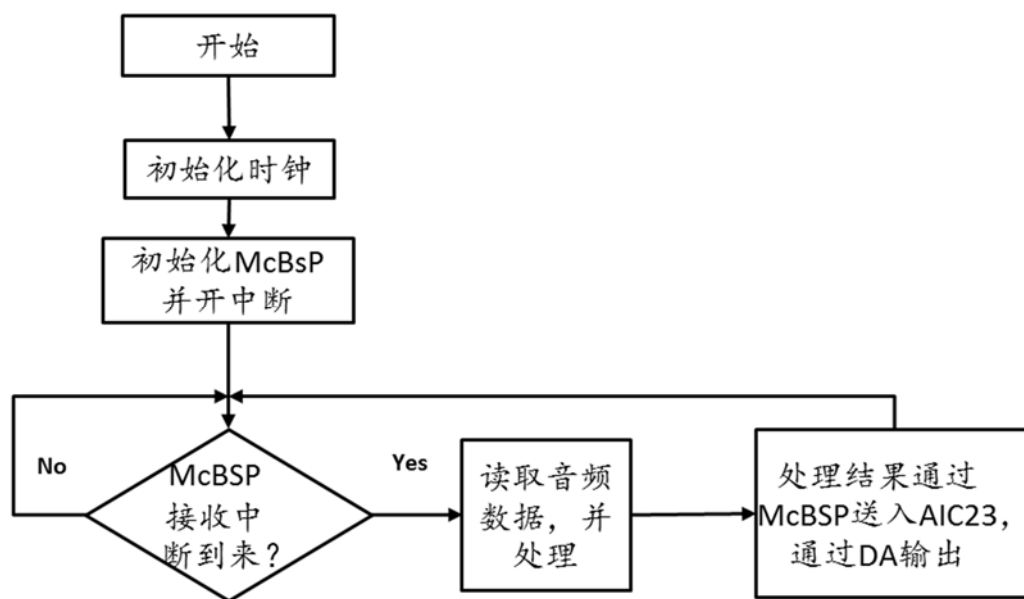 开始
初始化时钟
初始化McBsP
并开中断
No
McBSP
接收中
断到来?
Yes
读取音频
数据，并
处理
处理结果通过
McBSP送入AIC23，
通过DA输出